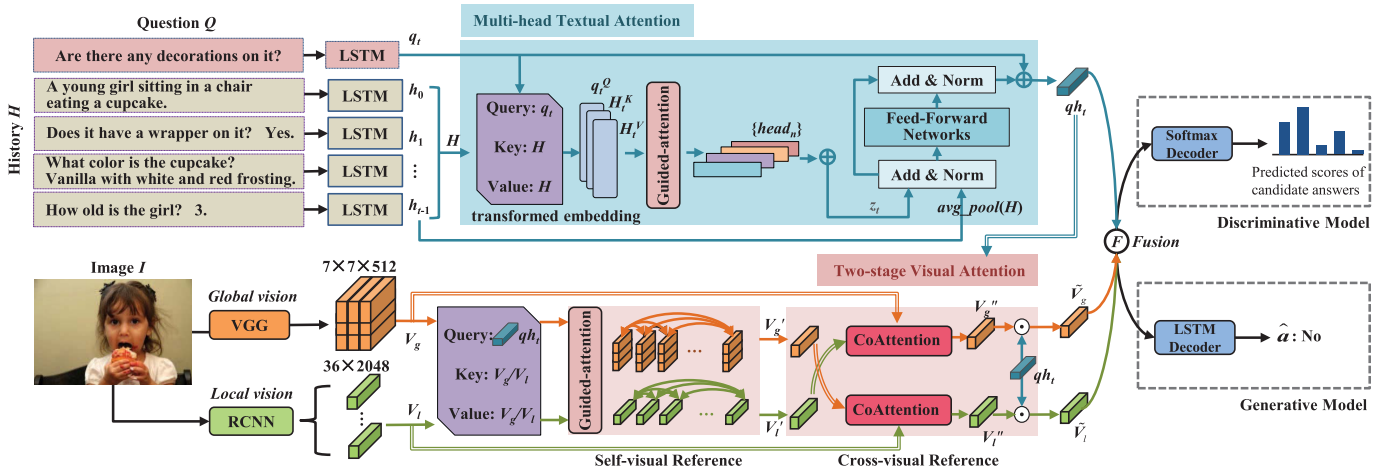 Question Q
Multi-head Textual Attention
Are there any decorations on it?
LSTM
q_t
History H
A young girl sitting in a chair
eating a cupcake.
LSTM
h_0
Does it have a wrapper on it? Yes.
LSTM
h_1
What color is the cupcake?
Vanilla with white and red frosting.
LSTM
⋮
How old is the girl? 3.
LSTM
h_{t-1}
H
Query: q_t
Key: H
Value: H
transformed embedding
q_t^Q
H_t^K
H_t^V
Guided-attention
{head_n}
z_t
Add & Norm
Feed-Forward
Networks
Add & Norm
avg_pool(H)
qh_t
Softmax
Decoder
Predicted scores of
candidate answers
Discriminative Model
F
Fusion
Two-stage Visual Attention
Image I
Global vision
VGG
7×7×512
V_g
36×2048
Local vision
RCNN
V_l
Query: qh_t
Key: V_g/V_l
Value: V_g/V_l
Guided-attention
...
...
Self-visual Reference
V_g'
V_l'
CoAttention
CoAttention
Cross-visual Reference
V_g''
V_l''
qh_t
Ṽ_g
Ṽ_l
LSTM
Decoder
â : No
Generative Model